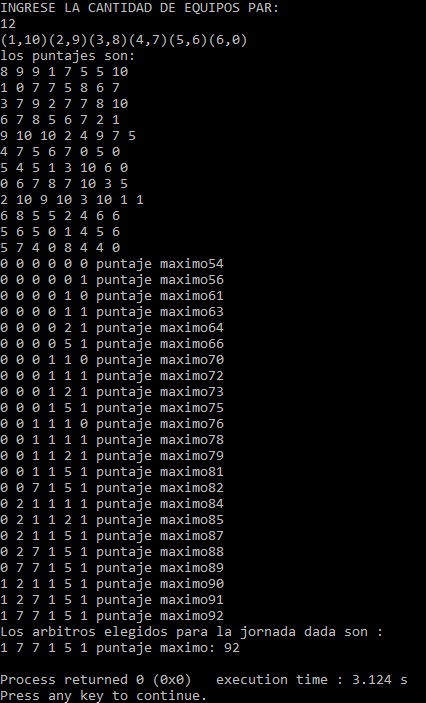 INGRESE LA CANTIDAD DE EQUIPOS PAR:
12
(1,10)(2,9)(3,8)(4,7)(5,6)(6,0)
los puntajes son:
8 9 9 1 7 5 5 10
1 0 7 7 5 8 6 7
3 7 9 2 7 7 8 10
6 7 8 5 6 7 2 1
9 10 10 2 4 9 7 5
4 7 5 6 7 0 5 0
5 4 5 1 3 10 6 0
0 6 7 8 7 10 3 5
2 10 9 10 3 10 1 1
6 8 5 5 2 4 6 6
5 6 5 0 1 4 5 6
5 7 4 0 8 4 4 0
0 0 0 0 0 0 puntaje maximo54
0 0 0 0 0 1 puntaje maximo56
0 0 0 0 1 0 puntaje maximo61
0 0 0 0 1 1 puntaje maximo63
0 0 0 0 2 1 puntaje maximo64
0 0 0 0 5 1 puntaje maximo66
0 0 0 1 1 0 puntaje maximo70
0 0 0 1 1 1 puntaje maximo72
0 0 0 1 2 1 puntaje maximo73
0 0 0 1 5 1 puntaje maximo75
0 0 1 1 1 0 puntaje maximo76
0 0 1 1 1 1 puntaje maximo78
0 0 1 1 2 1 puntaje maximo79
0 0 1 1 5 1 puntaje maximo81
0 0 7 1 5 1 puntaje maximo82
0 2 1 1 1 1 puntaje maximo84
0 2 1 1 2 1 puntaje maximo85
0 2 1 1 5 1 puntaje maximo87
0 2 7 1 5 1 puntaje maximo88
0 7 7 1 5 1 puntaje maximo89
1 2 1 1 5 1 puntaje maximo90
1 2 7 1 5 1 puntaje maximo91
1 7 7 1 5 1 puntaje maximo92
Los arbitros elegidos para la jornada dada son :
1 7 7 1 5 1 puntaje maximo: 92
Process returned 0 (0x0)   execution time : 3.124 s
Press any key to continue.